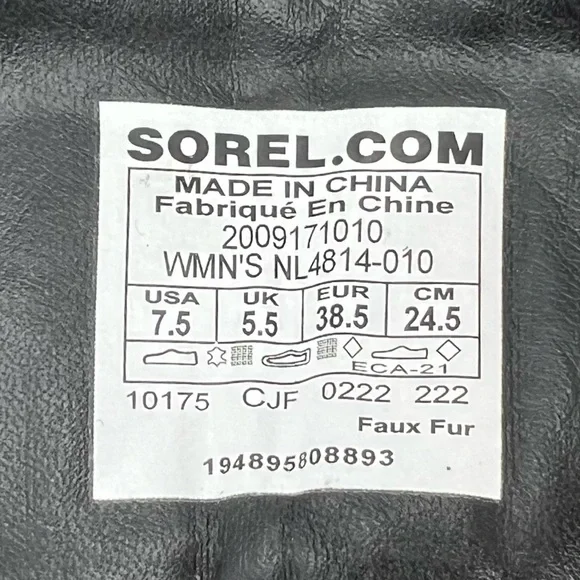 SOREL.COM
MADE IN CHINA
Fabriqué En Chine
2009171010
WMN'S NL4814-010
USA UK EUR CM
7.5 5.5 38.5 24.5
ECA-21
10175 CJF 0222 222
Faux Fur
194895808893